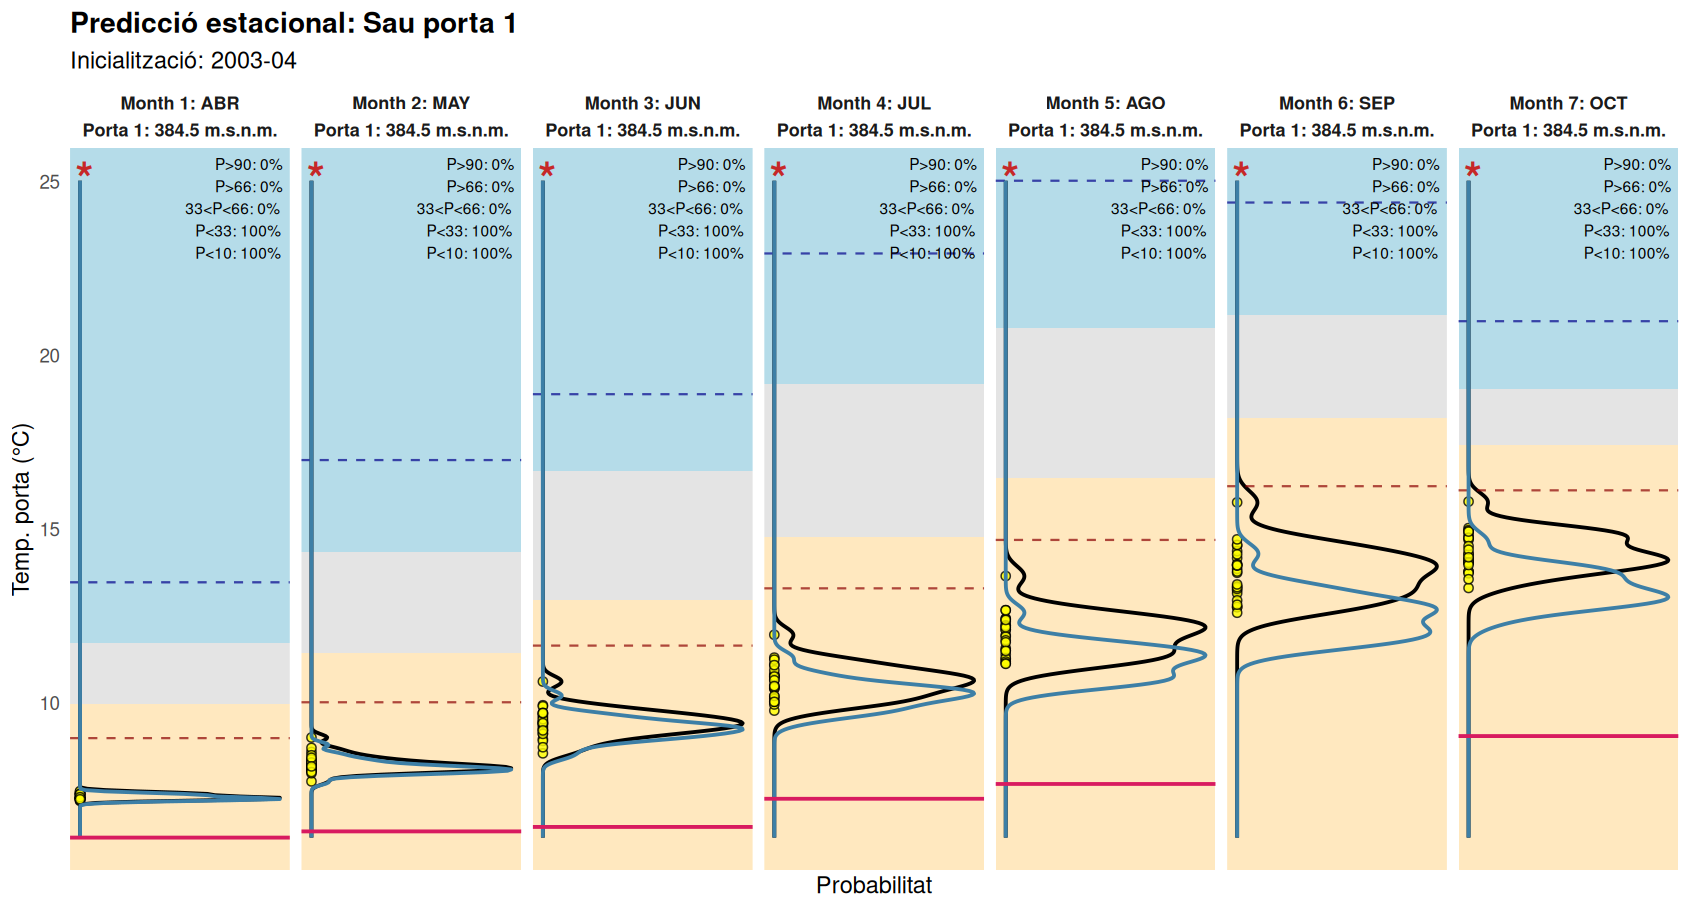 Predicció estacional: Sau porta 1
Inicialització: 2003-04
Month 1: ABR
Porta 1: 384.5 m.s.n.m.
Month 2: MAY
Porta 1: 384.5 m.s.n.m.
Month 3: JUN
Porta 1: 384.5 m.s.n.m.
Month 4: JUL
Porta 1: 384.5 m.s.n.m.
Month 5: AGO
Porta 1: 384.5 m.s.n.m.
Month 6: SEP
Porta 1: 384.5 m.s.n.m.
Month 7: OCT
Porta 1: 384.5 m.s.n.m.
*
P>90: 0%
P>66: 0%
33<P<66: 0%
P<33: 100%
P<10: 100%
*
P>90: 0%
P>66: 0%
33<P<66: 0%
P<33: 100%
P<10: 100%
*
P>90: 0%
P>66: 0%
33<P<66: 0%
P<33: 100%
P<10: 100%
*
P>90: 0%
P>66: 0%
33<P<66: 0%
P<33: 100%
P<10: 100%
*
P>90: 0%
P>66: 0%
33<P<66: 0%
P<33: 100%
P<10: 100%
*
P>90: 0%
P>66: 0%
33<P<66: 0%
P<33: 100%
P<10: 100%
*
P>90: 0%
P>66: 0%
33<P<66: 0%
P<33: 100%
P<10: 100%
25
20
15
10
Temp. porta (°C)
Probabilitat